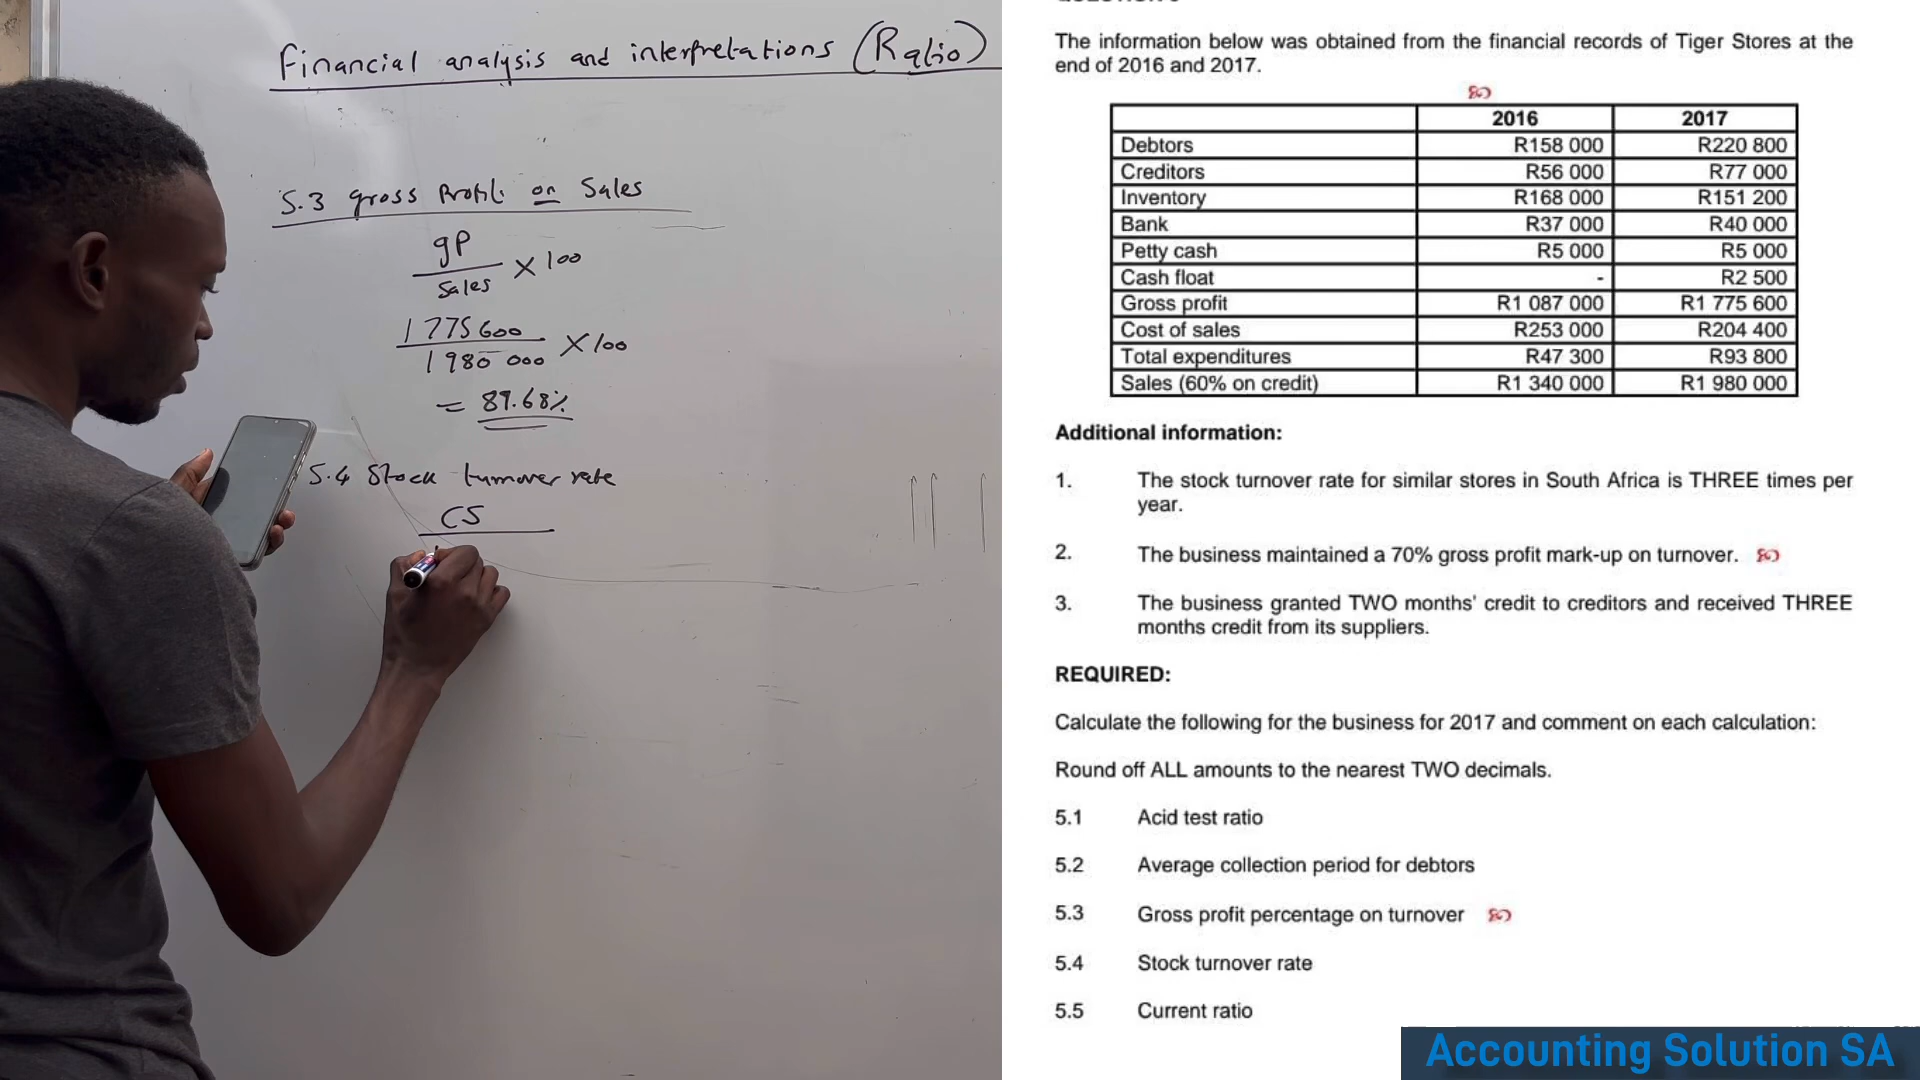 Financial analysis and interpretations (Ratio)
5.3 gross Profit on Sales
gP
Sales × 100
1 775 600
1 980 000 × 100
= 89.68%
5.4 Stock turnover rate
CS
The information below was obtained from the financial records of Tiger Stores at the
end of 2016 and 2017.
2016 2017
Debtors R158 000 R220 800
Creditors R56 000 R77 000
Inventory R168 000 R151 200
Bank R37 000 R40 000
Petty cash R5 000 R5 000
Cash float - R2 500
Gross profit R1 087 000 R1 775 600
Cost of sales R253 000 R204 400
Total expenditures R47 300 R93 800
Sales (60% on credit) R1 340 000 R1 980 000
Additional information:
1. The stock turnover rate for similar stores in South Africa is THREE times per
year.
2. The business maintained a 70% gross profit mark-up on turnover.
3. The business granted TWO months' credit to creditors and received THREE
months credit from its suppliers.
REQUIRED:
Calculate the following for the business for 2017 and comment on each calculation:
Round off ALL amounts to the nearest TWO decimals.
5.1 Acid test ratio
5.2 Average collection period for debtors
5.3 Gross profit percentage on turnover
5.4 Stock turnover rate
5.5 Current ratio
Accounting Solution SA